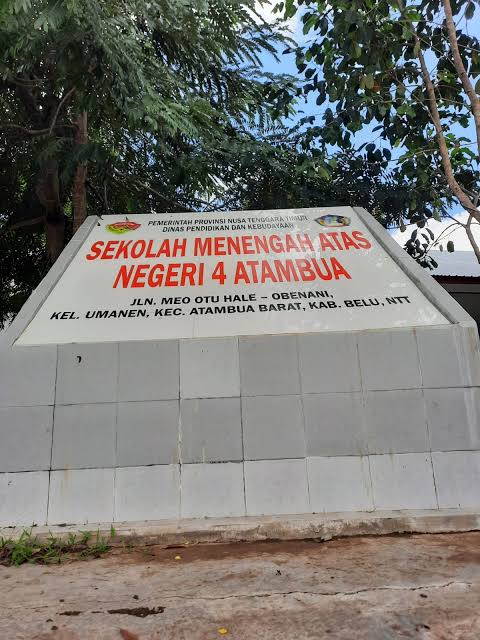 PEMERINTAH PROVINSI NUSA TENGGARA TIMUR
DINAS PENDIDIKAN DAN KEBUDAYAAN
SEKOLAH MENENGAH ATAS
NEGERI 4 ATAMBUA
JLN. MEO OTU HALE – OBENANI,
KEL. UMANEN, KEC. ATAMBUA BARAT, KAB. BELU, NTT